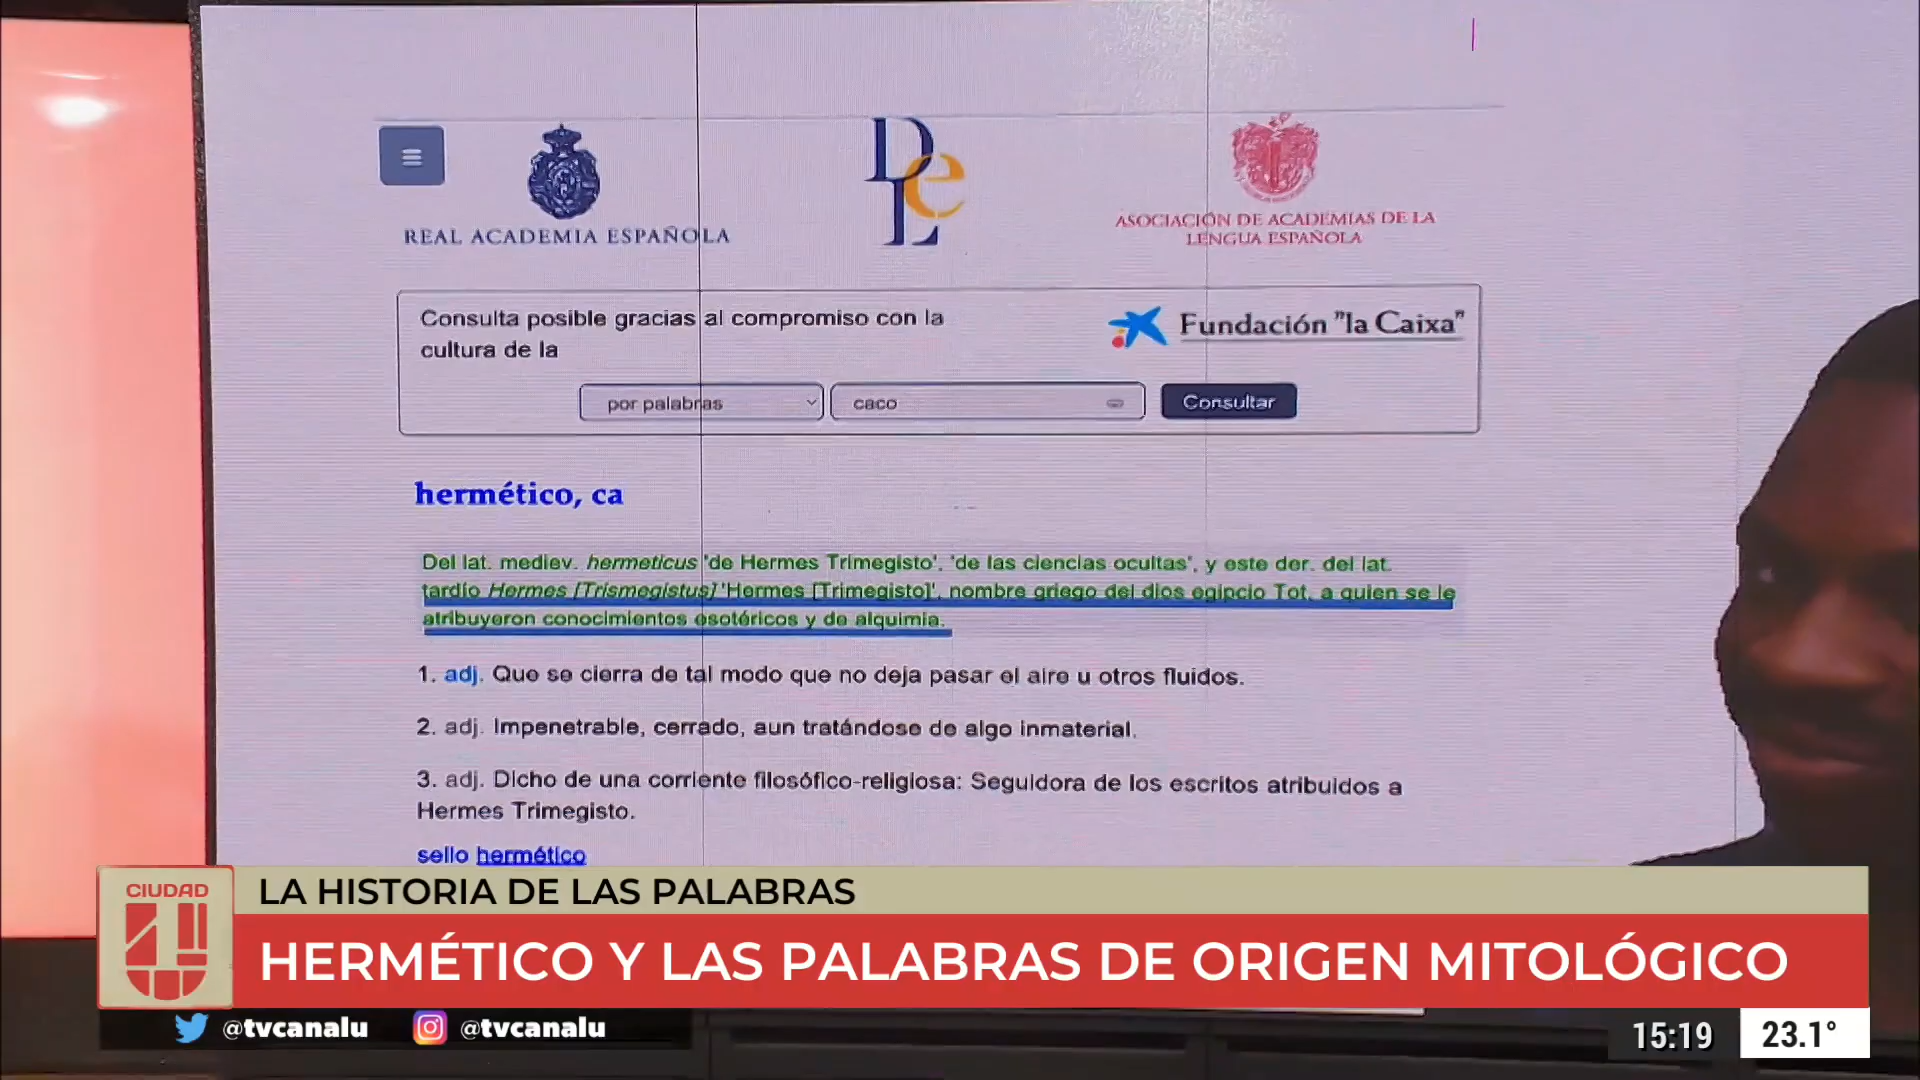 REAL ACADEMIA ESPAÑOLA
DLe
ASOCIACIÓN DE ACADEMIAS DE LA
LENGUA ESPAÑOLA
Consulta posible gracias al compromiso con la
cultura de la
Fundación "la Caixa"
por palabras
caco
Consultar
hermético, ca
Del lat. mediev. hermeticus 'de Hermes Trimegisto', 'de las ciencias ocultas', y este der. del lat.
tardío Hermes [Trismegistus] 'Hermes [Trimegisto]', nombre griego del dios egipcio Tot, a quien se le
atribuyeron conocimientos esotéricos y de alquimia.
1. adj. Que se cierra de tal modo que no deja pasar el aire u otros fluidos.
2. adj. Impenetrable, cerrado, aun tratándose de algo inmaterial.
3. adj. Dicho de una corriente filosófico-religiosa: Seguidora de los escritos atribuidos a
Hermes Trimegisto.
sello hermético
CIUDAD
U
LA HISTORIA DE LAS PALABRAS
HERMÉTICO Y LAS PALABRAS DE ORIGEN MITOLÓGICO
@tvcanalu
@tvcanalu
15:19
23.1°